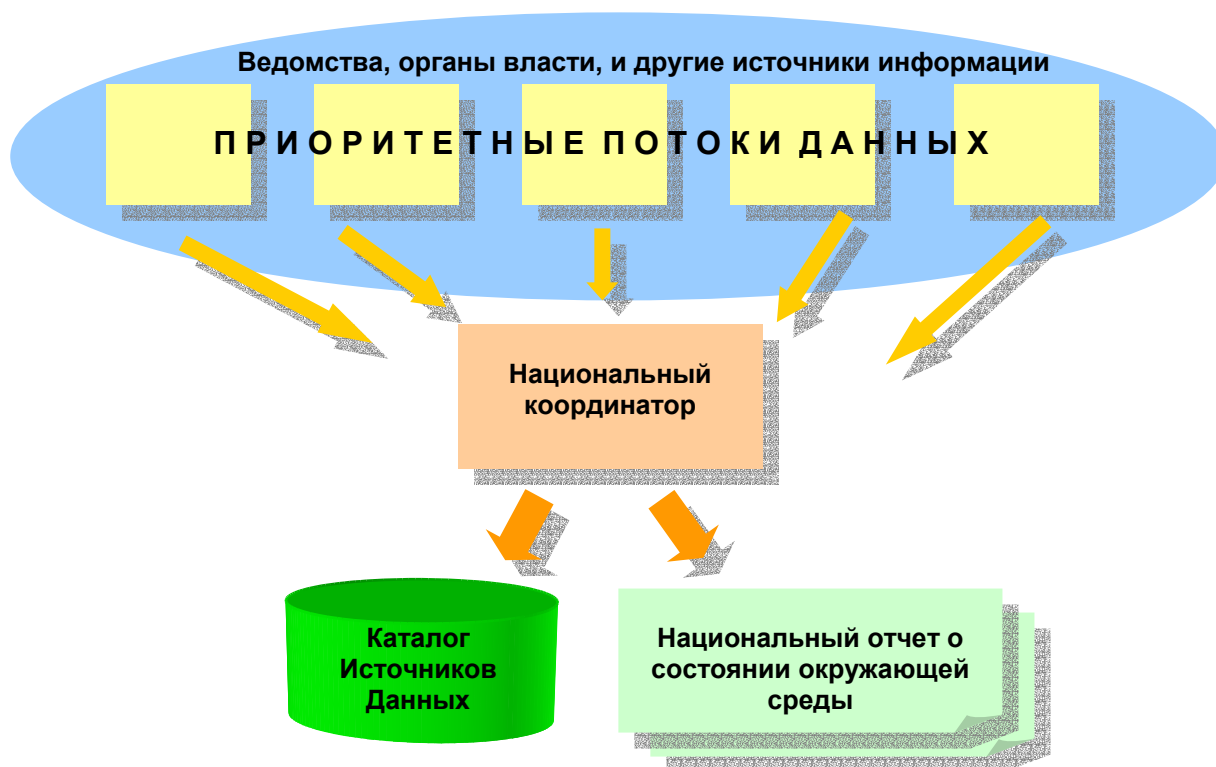 Ведомства, органы власти, и другие источники информации
П Р И О Р И Т Е Т Н Ы Е П О Т О К И Д А Н Н Ы Х
Национальный
координатор
Каталог
Источников
Данных
Национальный отчет о
состоянии окружающей
среды